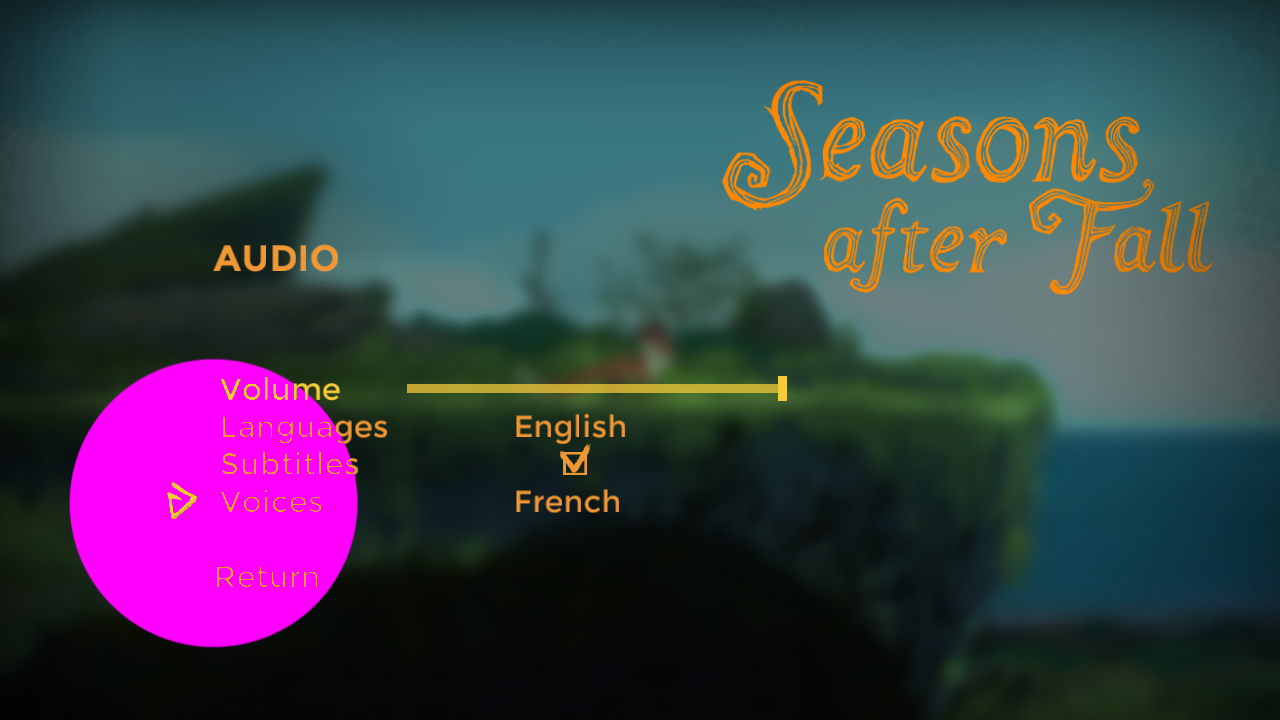 Seasons
after Fall
AUDIO
Volume
Languages English
Subtitles
Voices French
Return